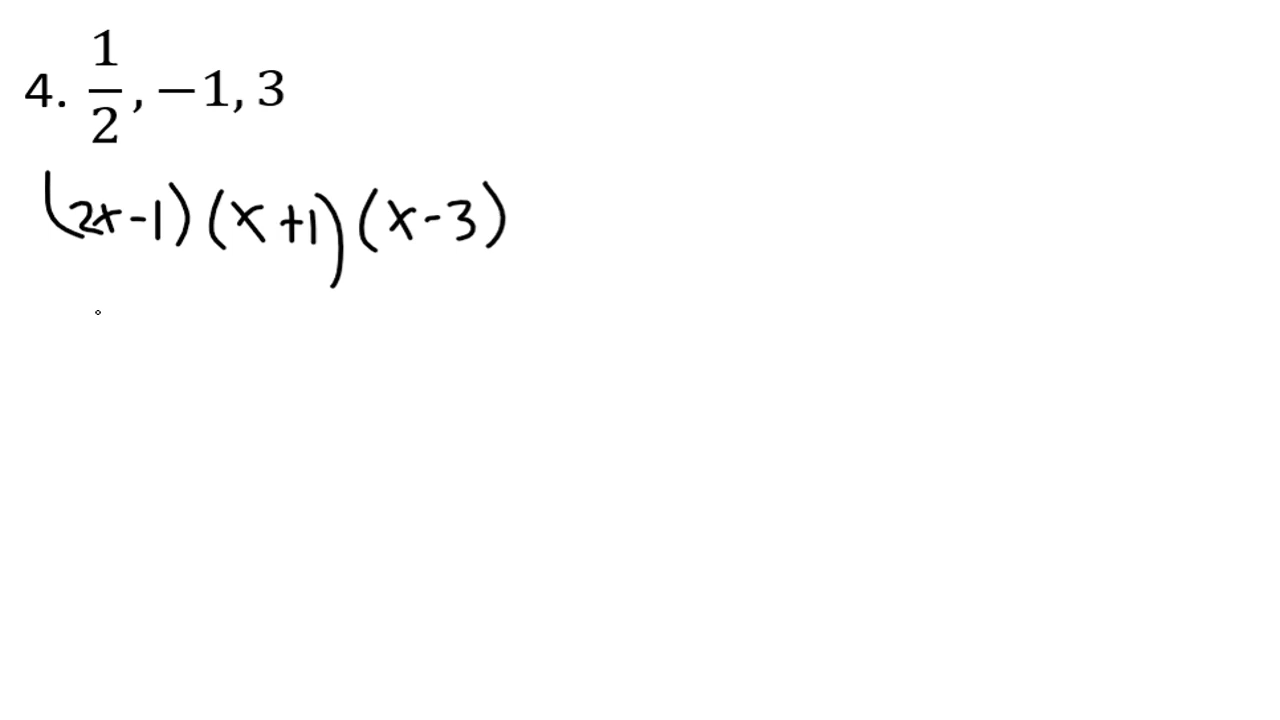 4. 1/2, −1, 3
(2x-1)(x+1)(x-3)